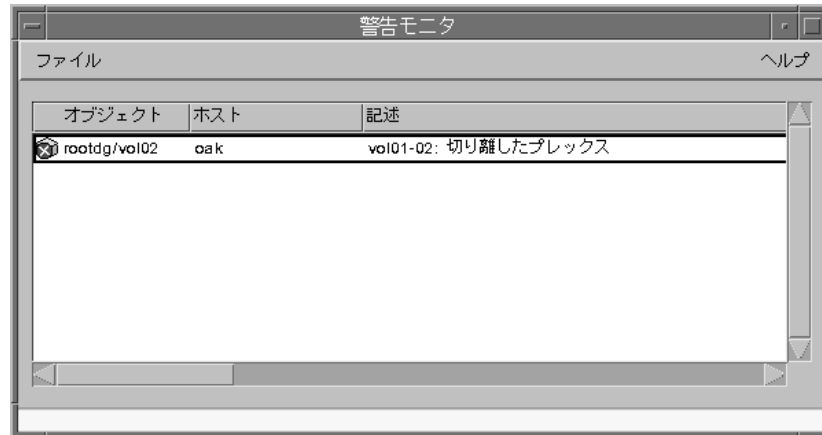 警告モニタ
ファイル ヘルプ
オブジェクト ホスト 記述
rootdg/vol02 oak vol01-02: 切り離したプレックス